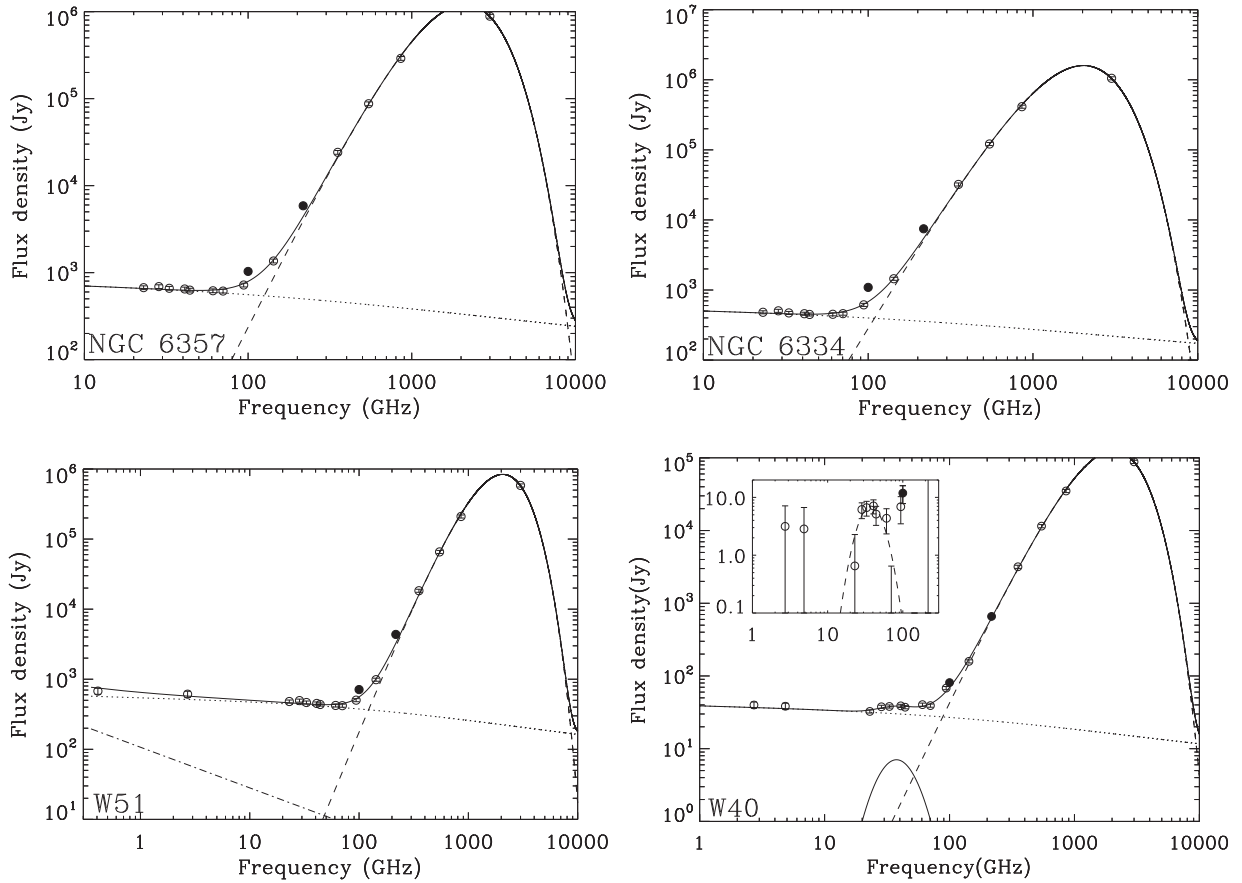 10^6
10^5
10^4
10^3
10^2
Flux density (Jy)
NGC 6357
10 100 1000 10000
Frequency (GHz)
10^7
10^6
10^5
10^4
10^3
10^2
Flux density (Jy)
NGC 6334
10 100 1000 10000
Frequency (GHz)
10^6
10^5
10^4
10^3
10^2
10^1
Flux density (Jy)
W51
1 10 100 1000 10000
Frequency (GHz)
10^5
10^4
10^3
10^2
10^1
10^0
Flux density(Jy)
10.0
1.0
0.1
1 10 100
W40
1 10 100 1000 10000
Frequency(GHz)